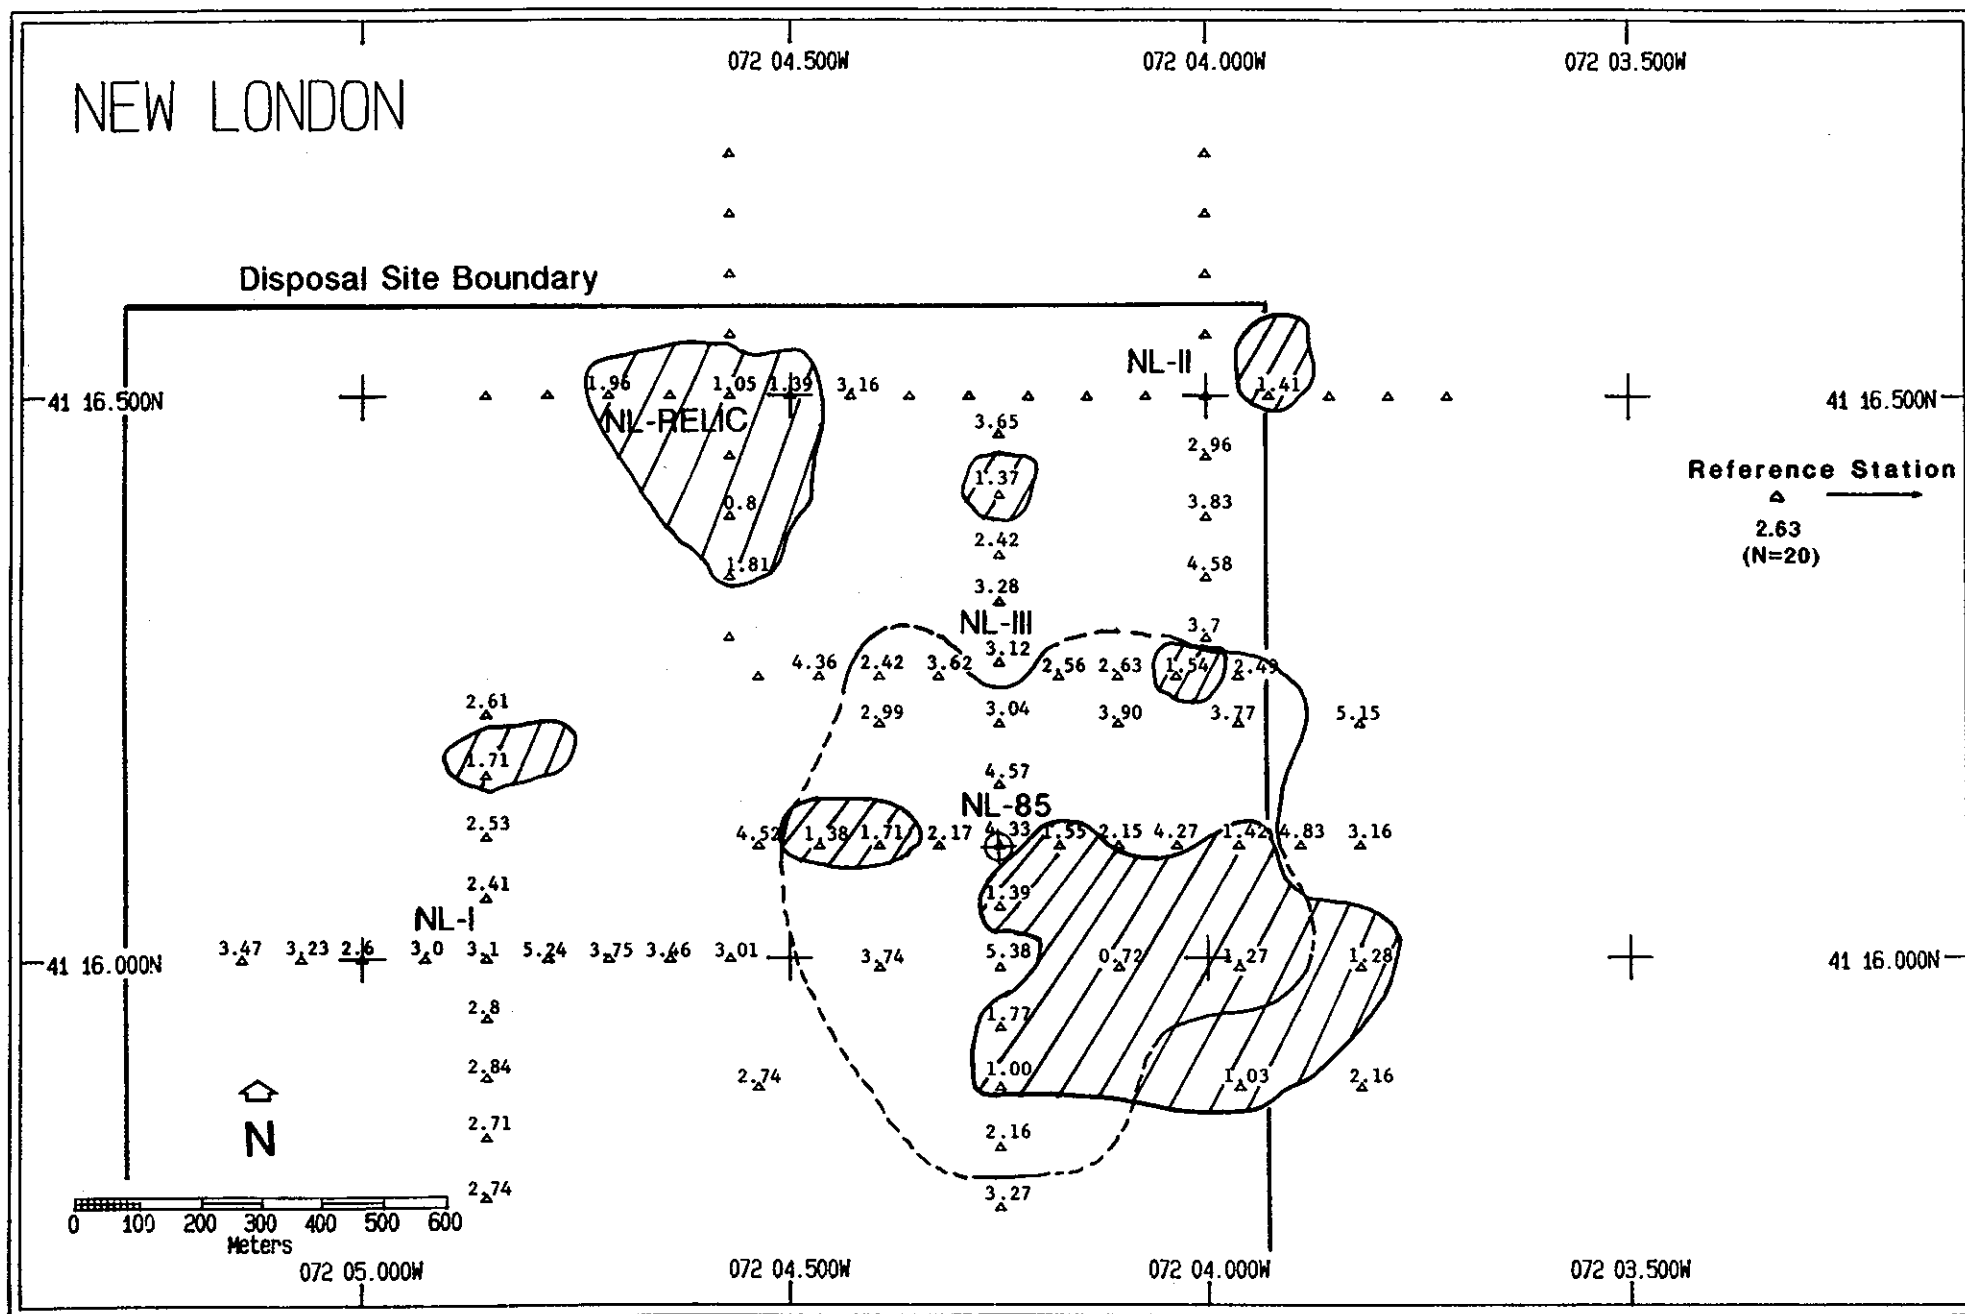 072 04.500W 072 04.000W 072 03.500W
NEW LONDON
Disposal Site Boundary
NL-II
1.96 1.05 1.39 3.16 1.41
41 16.500N 41 16.500N
NL-RELIC
3.65
2.96
Reference Station
1.37
0.8 3.83
2.63
(N=20)
2.42
1.81 4.58
3.28
NL-III
3.7
3.12
4.36 2.42 3.62 2.56 2.63 1.54 2.49
2.61
2.99 3.04 3.90 3.77 5.15
1.71
4.57
NL-85
2.53
4.52 1.38 1.71 2.17 4.33 1.55 2.15 4.27 1.42 4.83 3.16
2.41
1.39
NL-I
3.47 3.23 2.6 3.0 3.1 5.24 3.75 3.46 3.01 3.74 5.38 0.72 1.27 1.28
41 16.000N 41 16.000N
2.8
1.77
2.84
2.74 1.00 1.03 2.16
N
2.71
2.16
2.74
3.27
0 100 200 300 400 500 600
Meters
072 05.000W 072 04.500W 072 04.000W 072 03.500W